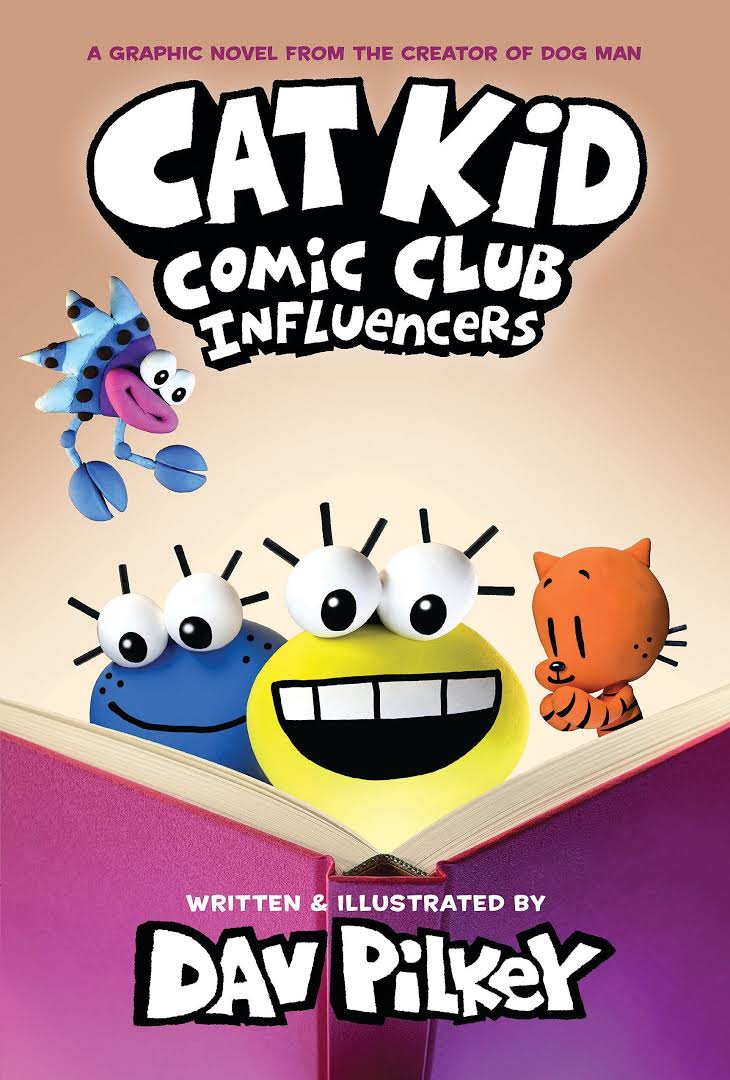 A GRAPHIC NOVEL FROM THE CREATOR OF DOG MAN
CAT KiD
COMiC CLUB
INFLUENCERS
WRITTEN & ILLUSTRATED BY
DAV PiLKEY